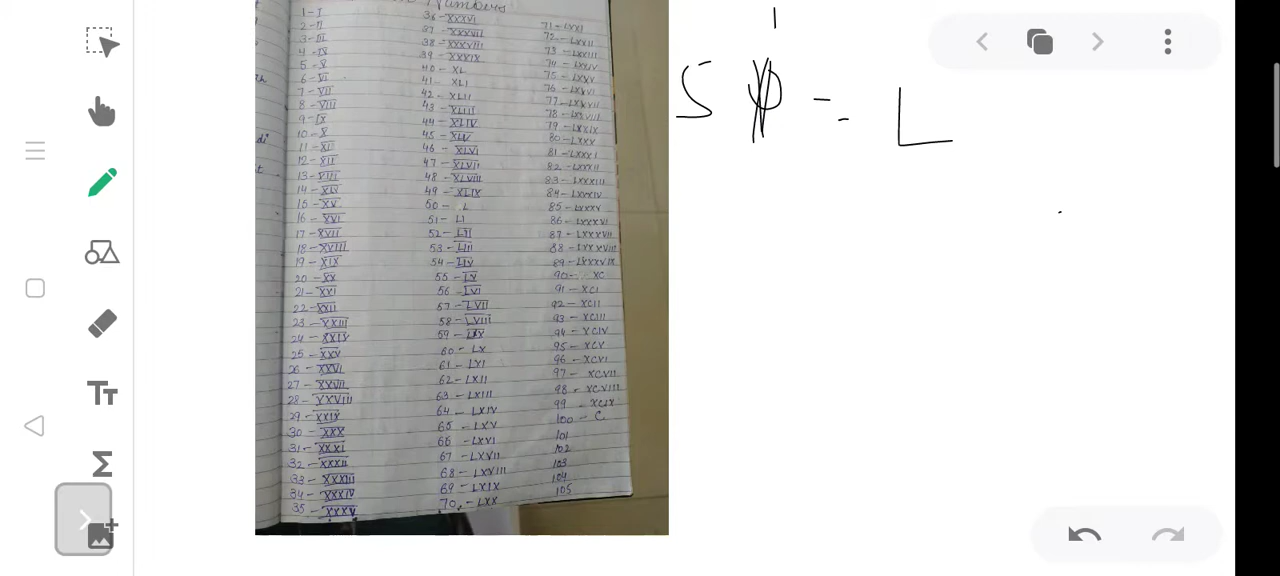 Numbers
1 - I
2 - II
3 - III
4 - IV
5 - V
6 - VI
7 - VII
8 - VIII
9 - IX
10 - X
11 - XI
12 - XII
13 - XIII
14 - XIV
15 - XV
16 - XVI
17 - XVII
18 - XVIII
19 - XIX
20 - XX
21 - XXI
22 - XXII
23 - XXIII
24 - XXIV
25 - XXV
26 - XXVI
27 - XXVII
28 - XXVIII
29 - XXIX
30 - XXX
31 - XXXI
32 - XXXII
33 - XXXIII
34 - XXXIV
35 - XXXV
36 - XXXVI
37 - XXXVII
38 - XXXVIII
39 - XXXIX
40 - XL
41 - XLI
42 - XLII
43 - XLIII
44 - XLIV
45 - XLV
46 - XLVI
47 - XLVII
48 - XLVIII
49 - XLIX
50 - L
51 - LI
52 - LII
53 - LIII
54 - LIV
55 - LV
56 - LVI
57 - LVII
58 - LVIII
59 - LIX
60 - LX
61 - LXI
62 - LXII
63 - LXIII
64 - LXIV
65 - LXV
66 - LXVI
67 - LXVII
68 - LXVIII
69 - LXIX
70 - LXX
71 - LXXI
72 - LXXII
73 - LXXIII
74 - LXXIV
75 - LXXV
76 - LXXVI
77 - LXXVII
78 - LXXVIII
79 - LXXIX
80 - LXXX
81 - LXXXI
82 - LXXXII
83 - LXXXIII
84 - LXXXIV
85 - LXXXV
86 - LXXXVI
87 - LXXXVII
88 - LXXXVIII
89 - LXXXVIX
90 - XC
91 - XCI
92 - XCII
93 - XCIII
94 - XCIV
95 - XCV
96 - XCVI
97 - XCVII
98 - XCVIII
99 - XCIX
100 - C
101
102
103
104
105
1
5 = L